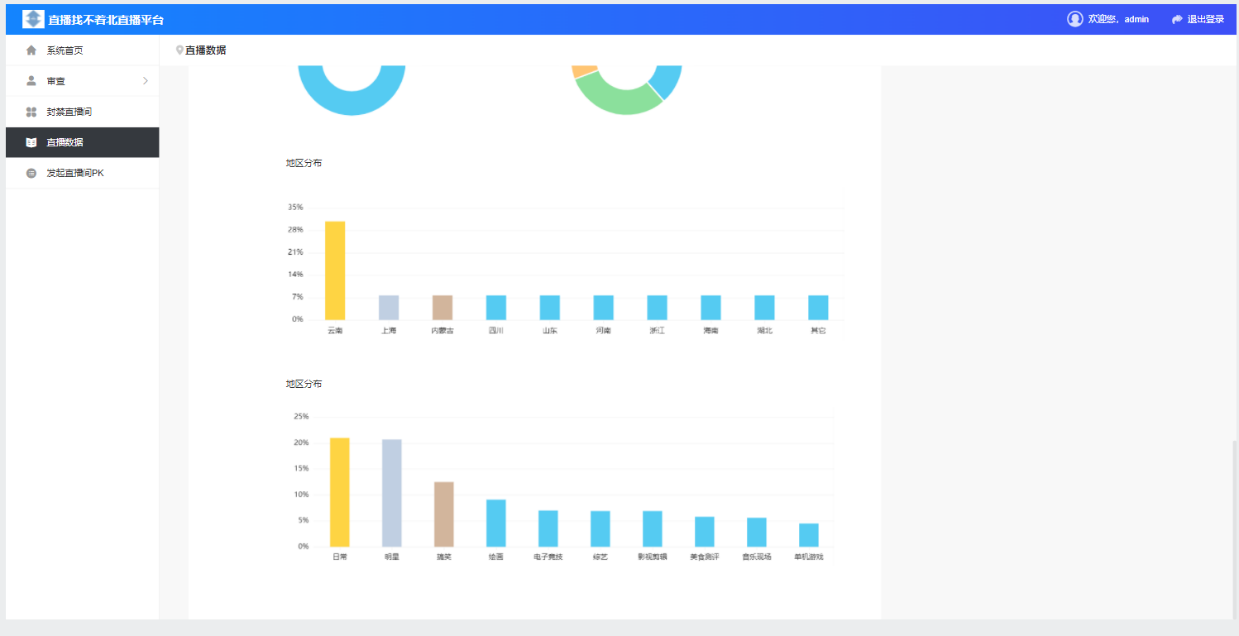 直播找不着北直播平台
欢迎您, admin
退出登录
系统首页
审查
封禁直播间
直播数据
发起直播间PK
直播数据
地区分布
35%
28%
21%
14%
7%
0%
云南 上海 内蒙古 四川 山东 河南 浙江 海南 湖北 其它
地区分布
25%
20%
15%
10%
5%
0%
日常 明星 搞笑 绘画 电子竞技 综艺 影视剪辑 美食测评 音乐现场 单机游戏